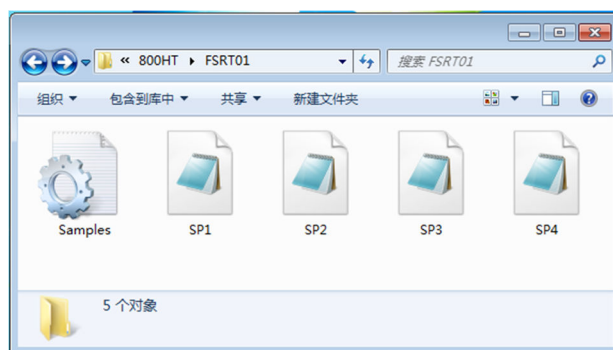 « 800HT ▸ FSRT01
搜索 FSRT01
组织 包含到库中 共享 新建文件夹
Samples SP1 SP2 SP3 SP4
5 个对象